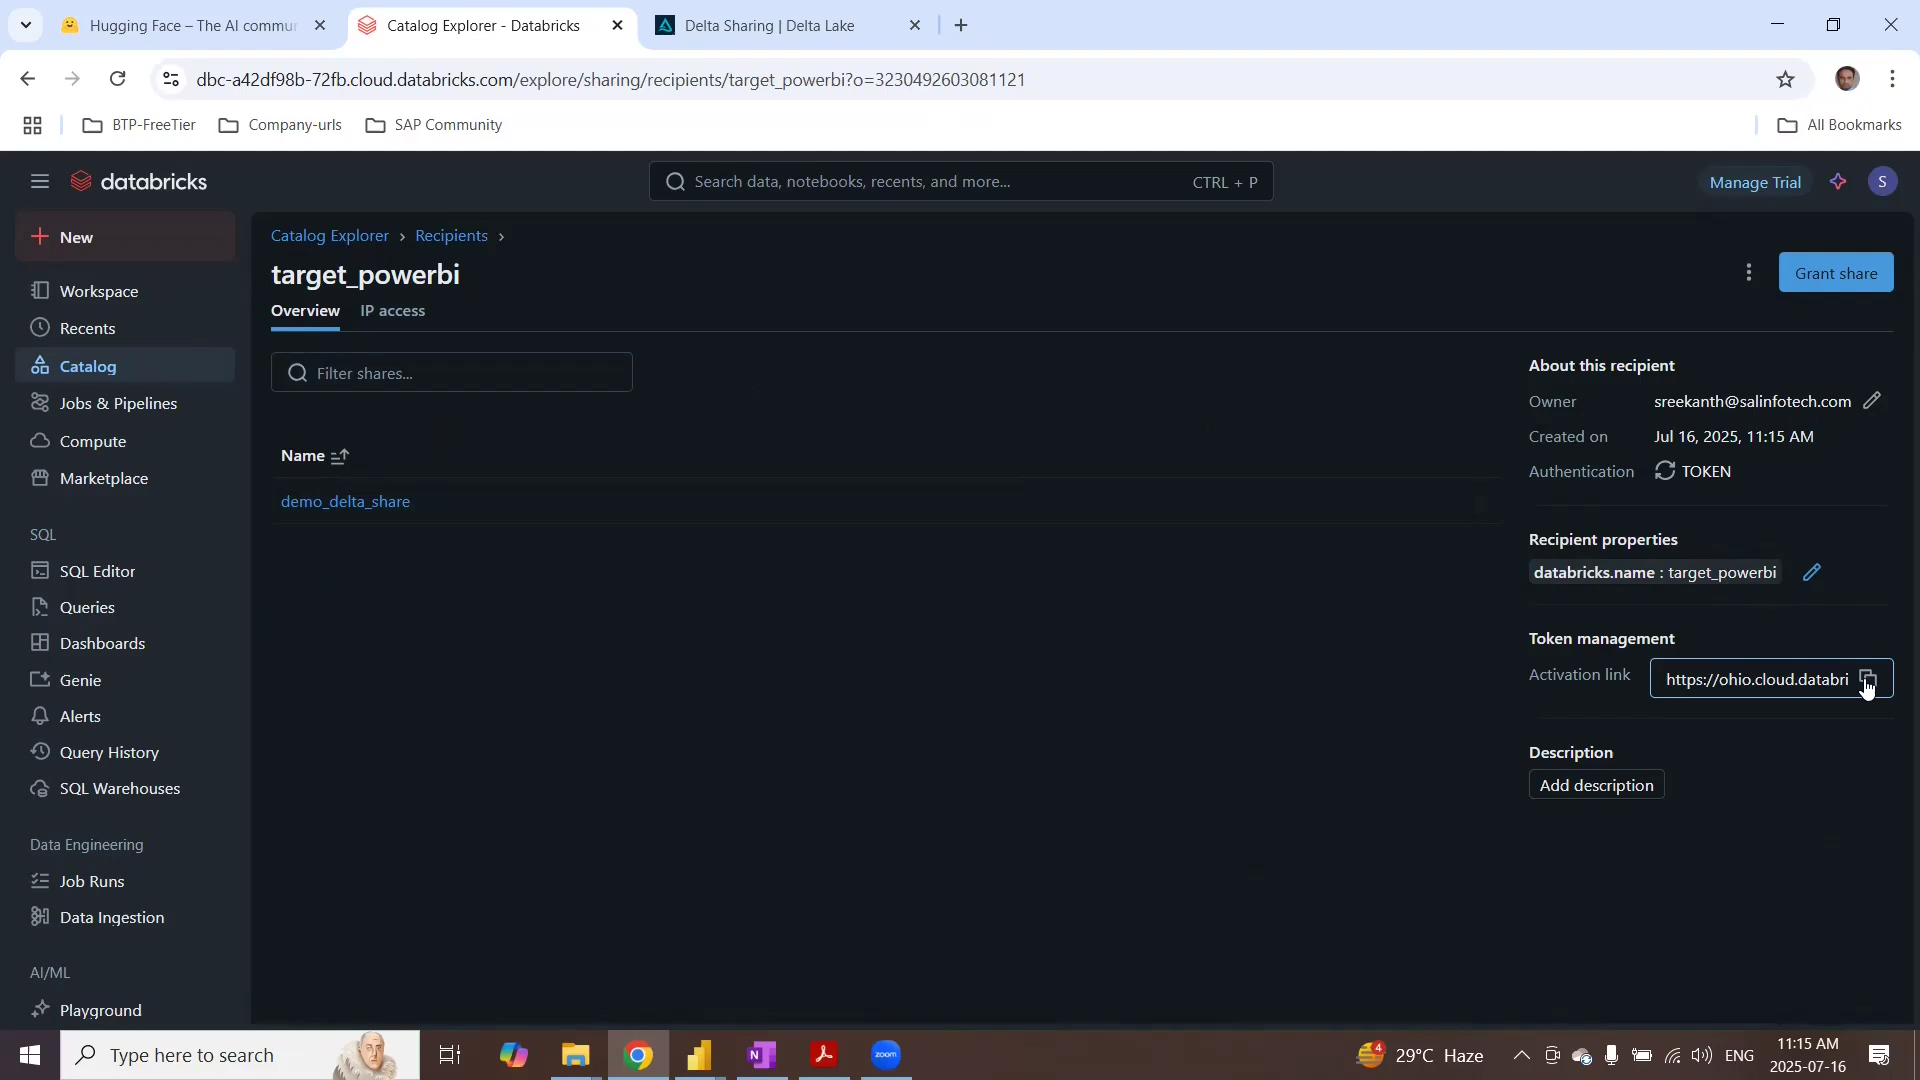 Hugging Face – The AI commun
Catalog Explorer - Databricks
Delta Sharing | Delta Lake
dbc-a42df98b-72fb.cloud.databricks.com/explore/sharing/recipients/target_powerbi?o=3230492603081121
BTP-FreeTier
Company-urls
SAP Community
All Bookmarks
databricks
Search data, notebooks, recents, and more...
CTRL + P
Manage Trial
S
New
Workspace
Recents
Catalog
Jobs & Pipelines
Compute
Marketplace
SQL
SQL Editor
Queries
Dashboards
Genie
Alerts
Query History
SQL Warehouses
Data Engineering
Job Runs
Data Ingestion
AI/ML
Playground
Catalog Explorer
Recipients
target_powerbi
Grant share
Overview
IP access
Filter shares...
Name
demo_delta_share
About this recipient
Owner sreekanth@salinfotech.com
Created on Jul 16, 2025, 11:15 AM
Authentication TOKEN
Recipient properties
databricks.name : target_powerbi
Token management
Activation link https://ohio.cloud.databri
Description
Add description
Type here to search
zoom
4
29°C Haze
ENG
11:15 AM
2025-07-16